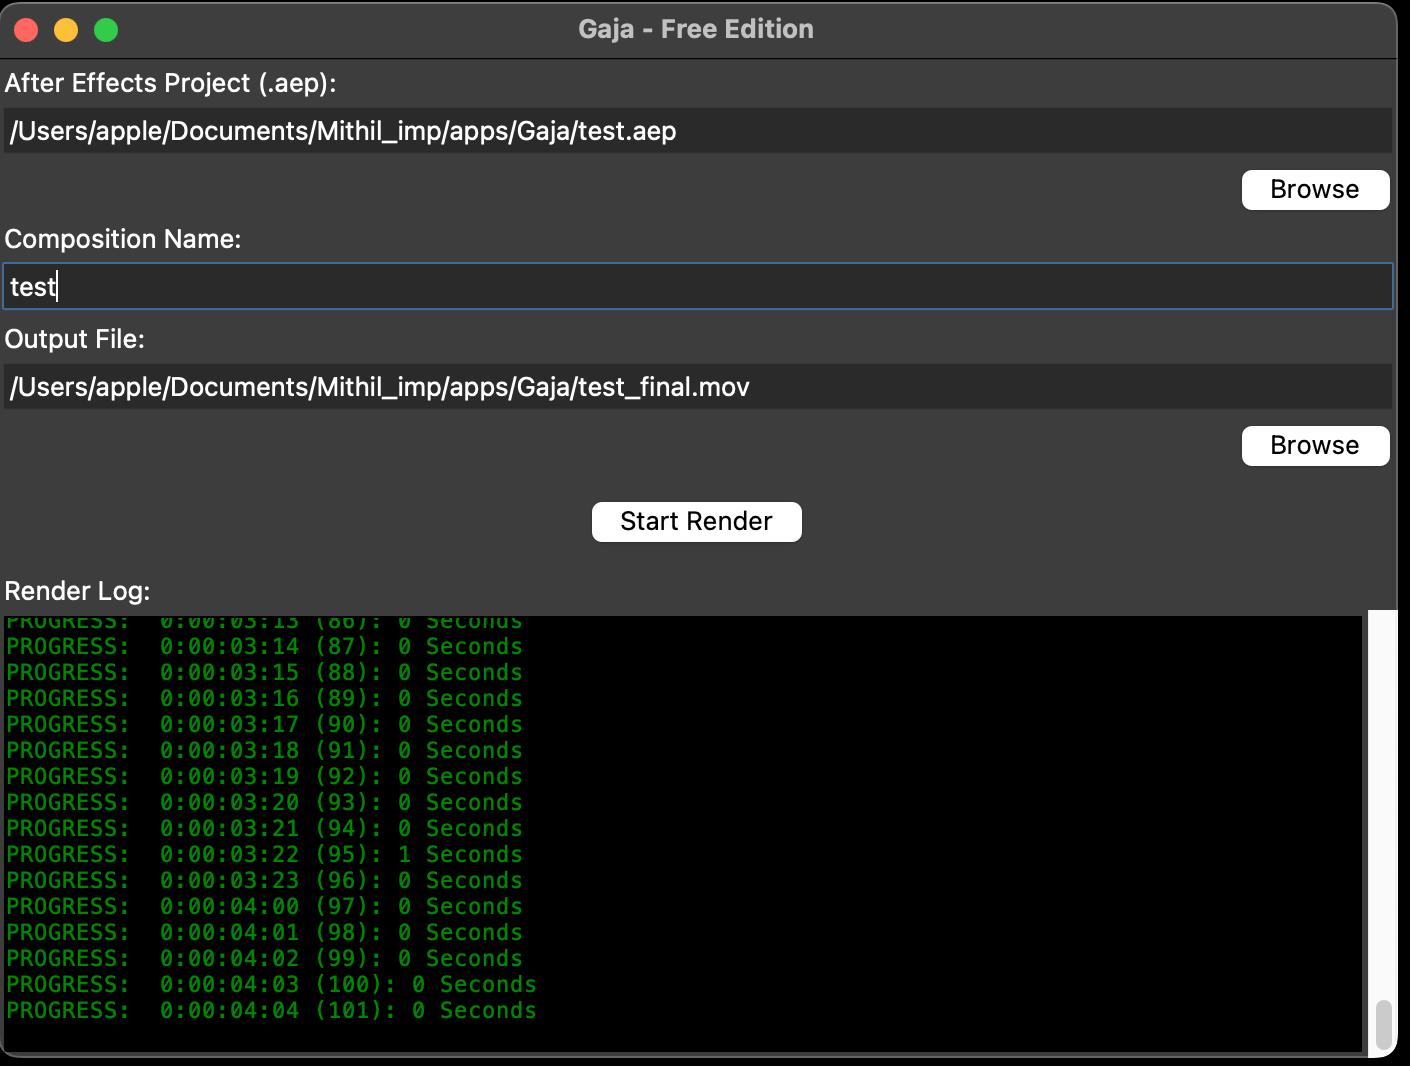 Gaja - Free Edition
After Effects Project (.aep):
/Users/apple/Documents/Mithil_imp/apps/Gaja/test.aep
Browse
Composition Name:
test
Output File:
/Users/apple/Documents/Mithil_imp/apps/Gaja/test_final.mov
Browse
Start Render
Render Log:
PROGRESS:  0:00:03:13 (86): 0 Seconds
PROGRESS:  0:00:03:14 (87): 0 Seconds
PROGRESS:  0:00:03:15 (88): 0 Seconds
PROGRESS:  0:00:03:16 (89): 0 Seconds
PROGRESS:  0:00:03:17 (90): 0 Seconds
PROGRESS:  0:00:03:18 (91): 0 Seconds
PROGRESS:  0:00:03:19 (92): 0 Seconds
PROGRESS:  0:00:03:20 (93): 0 Seconds
PROGRESS:  0:00:03:21 (94): 0 Seconds
PROGRESS:  0:00:03:22 (95): 1 Seconds
PROGRESS:  0:00:03:23 (96): 0 Seconds
PROGRESS:  0:00:04:00 (97): 0 Seconds
PROGRESS:  0:00:04:01 (98): 0 Seconds
PROGRESS:  0:00:04:02 (99): 0 Seconds
PROGRESS:  0:00:04:03 (100): 0 Seconds
PROGRESS:  0:00:04:04 (101): 0 Seconds